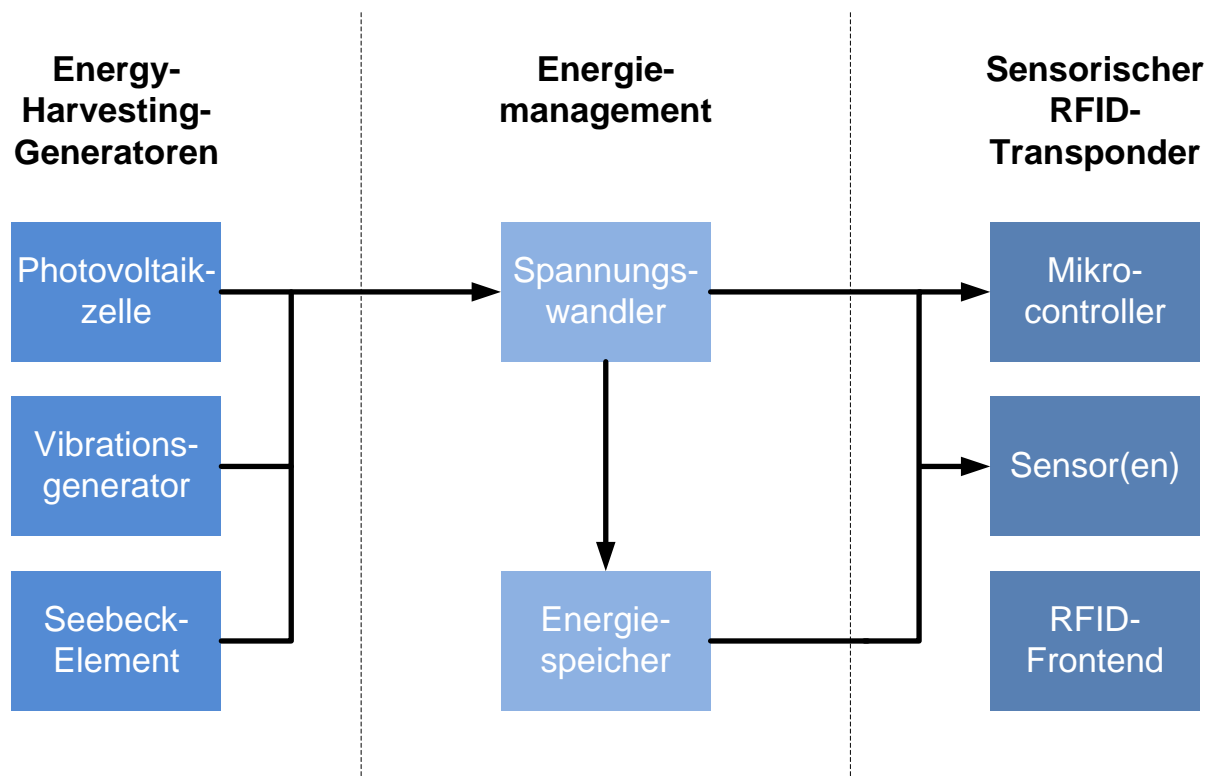 Energy-
Harvesting-
Generatoren
Energie-
management
Sensorischer
RFID-
Transponder
Photovoltaik-
zelle
Spannungs-
wandler
Mikro-
controller
Vibrations-
generator
Sensor(en)
Seebeck-
Element
Energie-
speicher
RFID-
Frontend